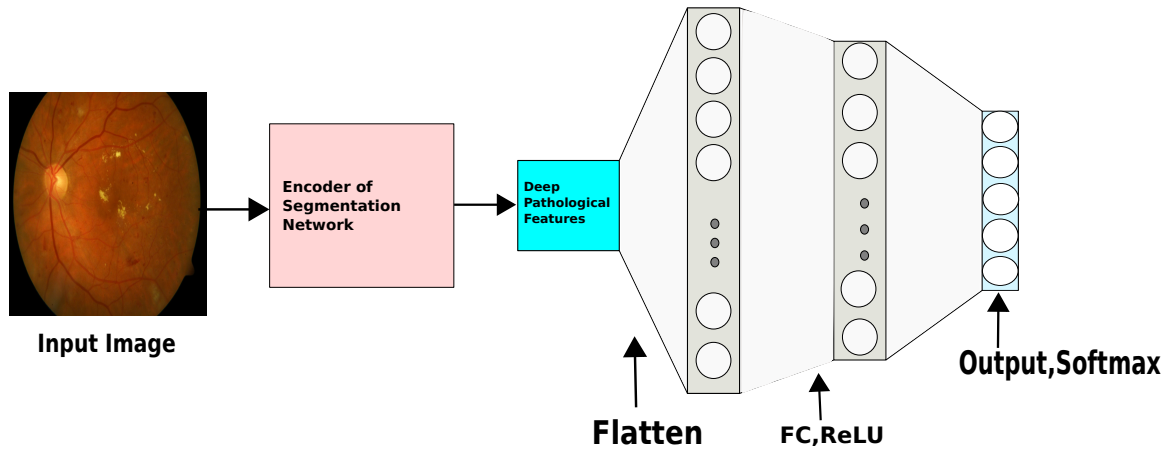 Input Image
Encoder of
Segmentation
Network
Deep
Pathological
Features
Flatten
FC,ReLU
Output,Softmax